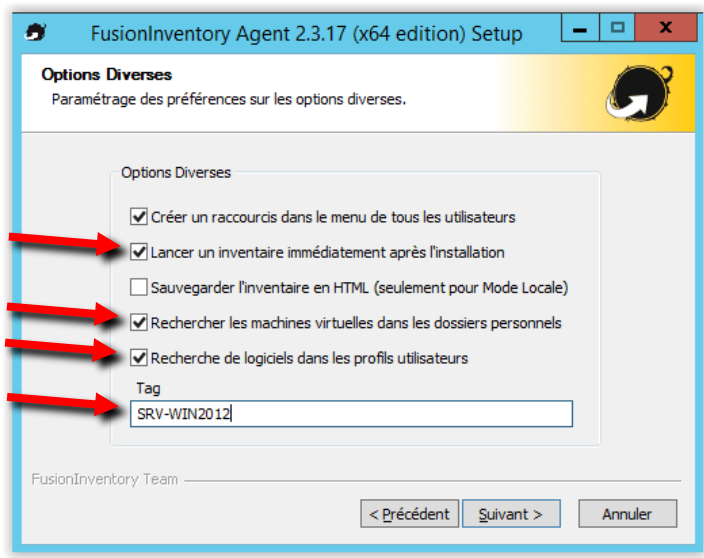 FusionInventory Agent 2.3.17 (x64 edition) Setup
Options Diverses
Paramétrage des préférences sur les options diverses.
Options Diverses
Créer un raccourcis dans le menu de tous les utilisateurs
Lancer un inventaire immédiatement après l'installation
Sauvegarder l'inventaire en HTML (seulement pour Mode Locale)
Rechercher les machines virtuelles dans les dossiers personnels
Recherche de logiciels dans les profils utilisateurs
Tag
SRV-WIN2012
FusionInventory Team
< Précédent Suivant > Annuler